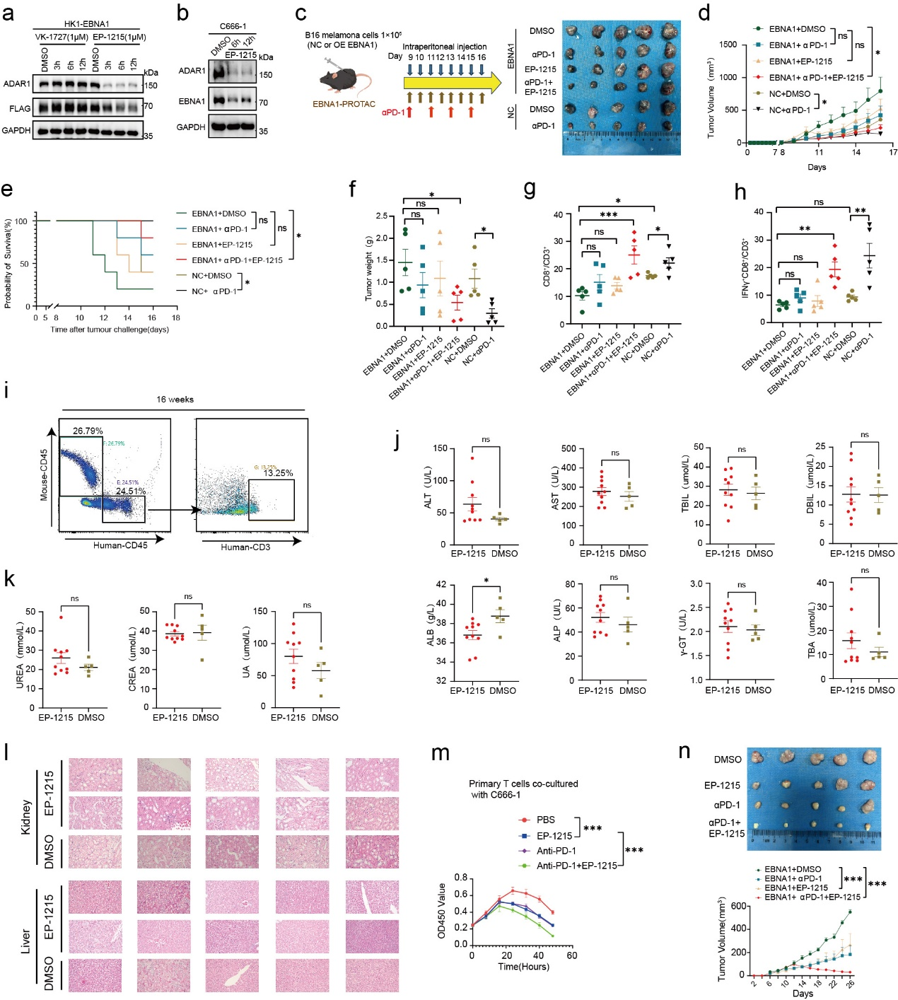 a
HK1-EBNA1
VK-1727(1μM) EP-1215(1μM)
DMSO 3h 6h 12h DMSO 3h 6h 12h
kDa
ADAR1 150
FLAG 70
GAPDH 35
b
C666-1
DMSO 6h 12h
EP-1215 kDa
ADAR1 150
EBNA1 70
GAPDH 35
c
B16 melamona cells 1×10⁵
(NC or OE EBNA1)
Intraperitoneal injection
Day 9 10 11 12 13 14 15 16
EBNA1-PROTAC
αPD-1
EBNA1
DMSO
αPD-1
EP-1215
αPD-1+
EP-1215
NC
DMSO
αPD-1
d
EBNA1+DMSO
EBNA1+ αPD-1
EBNA1+EP-1215
EBNA1+ αPD-1+EP-1215
NC+DMSO
NC+αPD-1
ns
ns
*
*
Tumor Volume (mm³)
1500
1000
500
0
0 7 8 11 14 17
Days
e
Probability of Survival(%)
100
50
0
0 5 8 10 12 14 16 18
Time after tumour challenge(days)
EBNA1+DMSO
EBNA1+ αPD-1
EBNA1+EP-1215
EBNA1+ αPD-1+EP-1215
NC+DMSO
NC+ αPD-1
ns
ns
*
*
f
Tumor weight (g)
2.5
2.0
1.5
1.0
0.5
0.0
*
ns
ns
*
EBNA1+DMSO
EBNA1+αPD-1
EBNA1+EP-1215
EBNA1+αPD-1+EP-1215
NC+DMSO
NC+αPD-1
g
CD8⁺/CD3⁺
40
30
20
10
0
*
***
ns
ns
*
EBNA1+DMSO
EBNA1+αPD-1
EBNA1+EP-1215
EBNA1+αPD-1+EP-1215
NC+DMSO
NC+αPD-1
h
IFNγ⁺CD8⁺/CD3⁺
40
30
20
10
0
ns
**
**
ns
ns
EBNA1+DMSO
EBNA1+αPD-1
EBNA1+EP-1215
EBNA1+αPD-1+EP-1215
NC+DMSO
NC+αPD-1
i
16 weeks
26.79%
F: 26.79%
E: 24.51%
24.51%
Mouse-CD45
Human-CD45
G: 13.25%
13.25%
Human-CD3
j
ALT (U/L)
150
100
50
0
ns
EP-1215 DMSO
AST (U/L)
500
400
300
200
100
0
ns
EP-1215 DMSO
TBIL (umol/L)
50
40
30
20
10
0
ns
EP-1215 DMSO
DBIL (umol/L)
25
20
15
10
5
0
ns
EP-1215 DMSO
ALB (g/L)
42
40
38
36
34
32
*
EP-1215 DMSO
ALP (U/L)
80
60
40
20
0
ns
EP-1215 DMSO
γ-GT (U/L)
3.0
2.5
2.0
1.5
1.0
ns
EP-1215 DMSO
TBA (umol/L)
40
30
20
10
0
ns
EP-1215 DMSO
k
UREA (mmol/L)
50
40
30
20
10
0
ns
EP-1215 DMSO
CREA (umol/L)
50
40
30
20
10
0
ns
EP-1215 DMSO
UA (umol/L)
150
100
50
0
ns
EP-1215 DMSO
l
Kidney
EP-1215
DMSO
Liver
EP-1215
DMSO
m
Primary T cells co-cultured
with C666-1
PBS
EP-1215
Anti-PD-1
Anti-PD-1+EP-1215
***
***
OD450 Value
0.8
0.6
0.4
0.2
0.0
0 20 40 60
Time(Hours)
n
DMSO
EP-1215
αPD-1
αPD-1+
EP-1215
EBNA1+DMSO
EBNA1+ αPD-1
EBNA1+EP-1215
EBNA1+ αPD-1+EP-1215
***
***
Tumor Volume(mm³)
600
400
200
0
2 6 10 14 18 22 26
Days